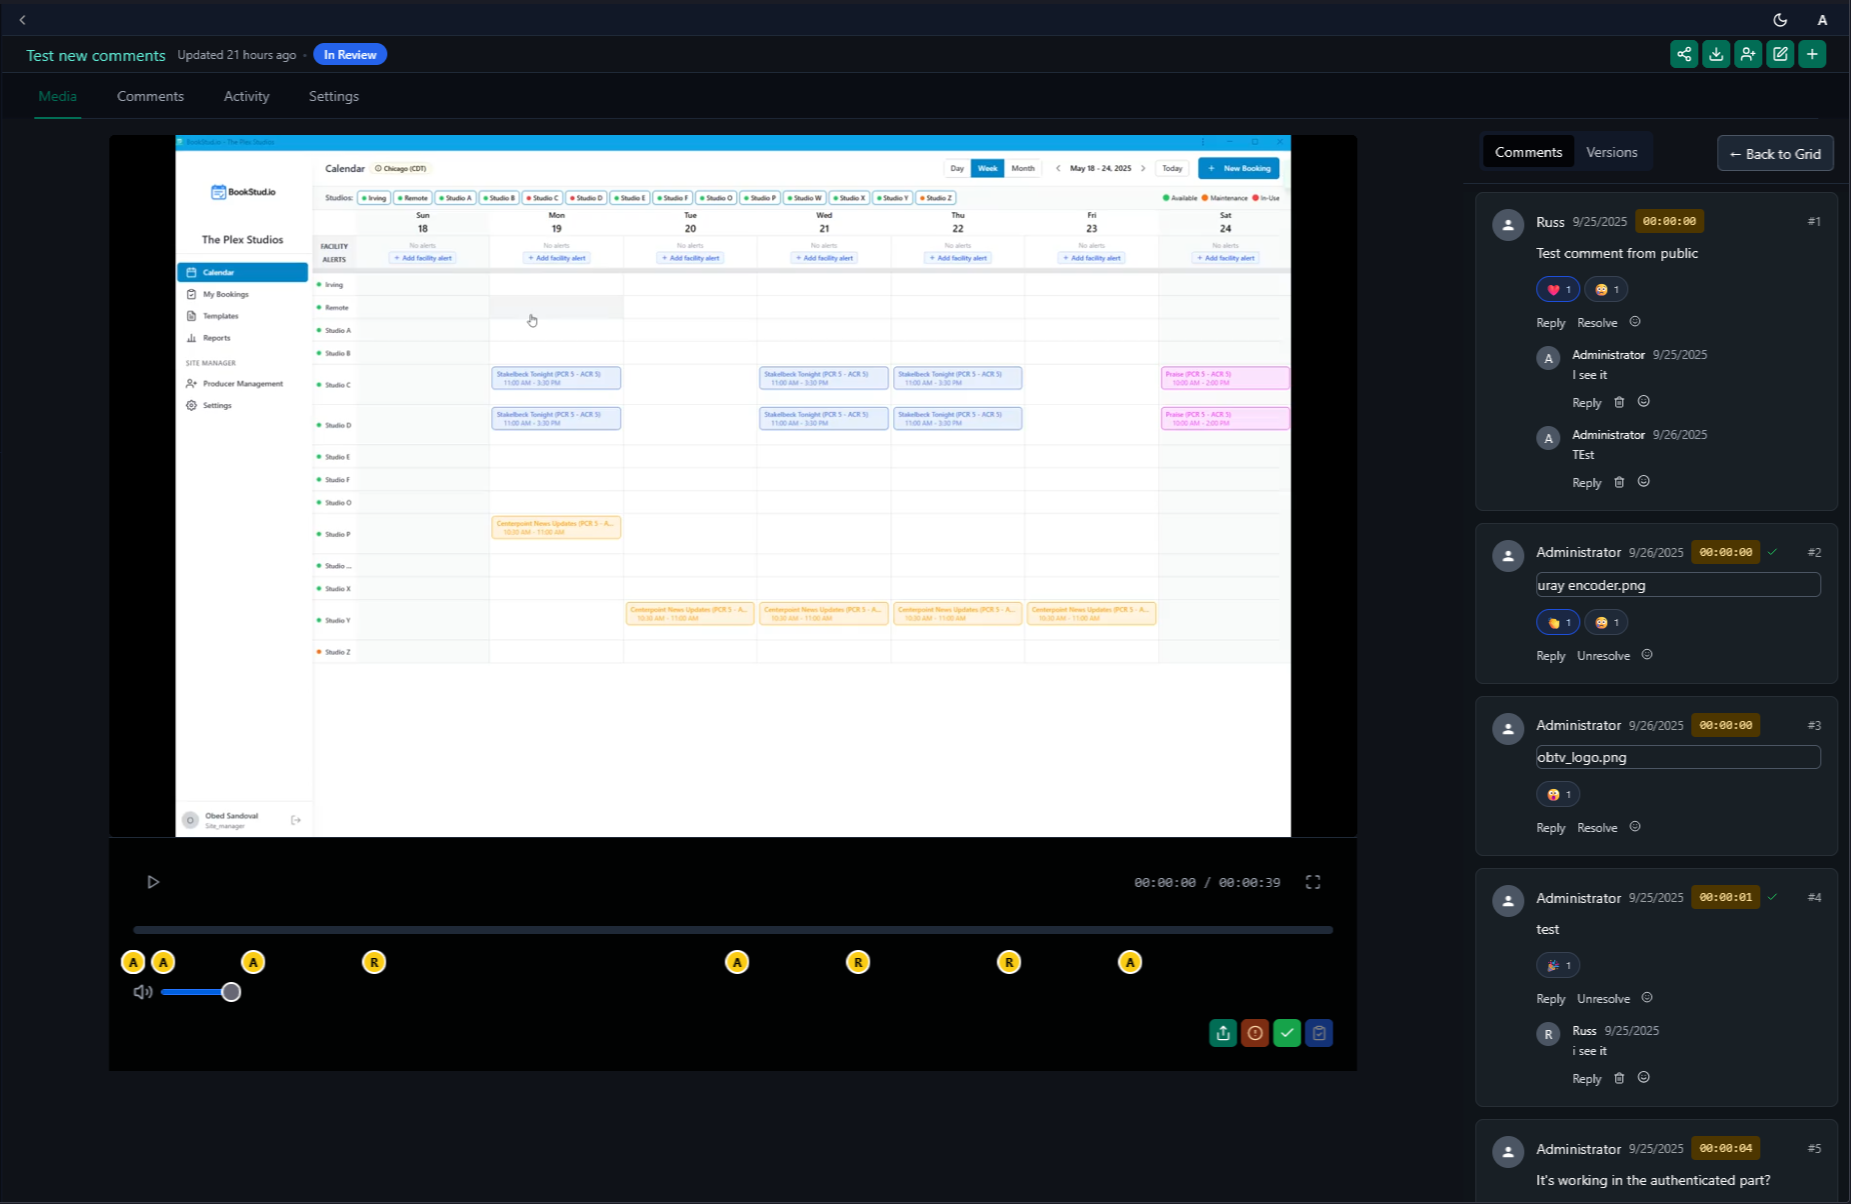 A
Test new comments Updated 21 hours ago · In Review
Media Comments Activity Settings
BookStud.io - The Plex Studios
BookStud.io
The Plex Studios
Calendar
My Bookings
Templates
Reports
SITE MANAGER
Producer Management
Settings
O Obed Sandoval
Site_manager
Calendar Chicago (CDT)
Day Week Month May 18 - 24, 2025 Today + New Booking
Studios: Irving Remote Studio A Studio B Studio C Studio D Studio E Studio F Studio O Studio P Studio W Studio X Studio Y Studio Z Available Maintenance In-Use
Sun Mon Tue Wed Thu Fri Sat
18 19 20 21 22 23 24
FACILITY ALERTS
No alerts No alerts No alerts No alerts No alerts No alerts No alerts
+ Add facility alert + Add facility alert + Add facility alert + Add facility alert + Add facility alert + Add facility alert + Add facility alert
Irving
Remote
Studio A
Studio B
Studio C
Stakelbeck Tonight (PCR 5 - ACR 5) Stakelbeck Tonight (PCR 5 - ACR 5) Stakelbeck Tonight (PCR 5 - ACR 5) Praise (PCR 5 - ACR 5)
11:00 AM - 3:30 PM 11:00 AM - 3:30 PM 11:00 AM - 3:30 PM 10:00 AM - 2:00 PM
Studio D
Stakelbeck Tonight (PCR 5 - ACR 5) Stakelbeck Tonight (PCR 5 - ACR 5) Stakelbeck Tonight (PCR 5 - ACR 5) Praise (PCR 5 - ACR 5)
11:00 AM - 3:30 PM 11:00 AM - 3:30 PM 11:00 AM - 3:30 PM 10:00 AM - 2:00 PM
Studio E
Studio F
Studio O
Studio P
Centerpoint News Updates (PCR 5 - A...
10:30 AM - 11:00 AM
Studio ...
Studio X
Studio Y
Centerpoint News Updates (PCR 5 - A... Centerpoint News Updates (PCR 5 - A... Centerpoint News Updates (PCR 5 - A... Centerpoint News Updates (PCR 5 - A...
10:30 AM - 11:00 AM 10:30 AM - 11:00 AM 10:30 AM - 11:00 AM 10:30 AM - 11:00 AM
Studio Z
00:00:00 / 00:00:39
A A A R A R R A
Comments Versions ← Back to Grid
Russ 9/25/2025 00:00:00 #1
Test comment from public
1 1
Reply Resolve
A Administrator 9/25/2025
I see it
Reply
A Administrator 9/26/2025
TEst
Reply
Administrator 9/26/2025 00:00:00 #2
uray encoder.png
1 1
Reply Unresolve
Administrator 9/26/2025 00:00:00 #3
obtv_logo.png
1
Reply Resolve
Administrator 9/25/2025 00:00:01 #4
test
1
Reply Unresolve
R Russ 9/25/2025
i see it
Reply
Administrator 9/25/2025 00:00:04 #5
It's working in the authenticated part?